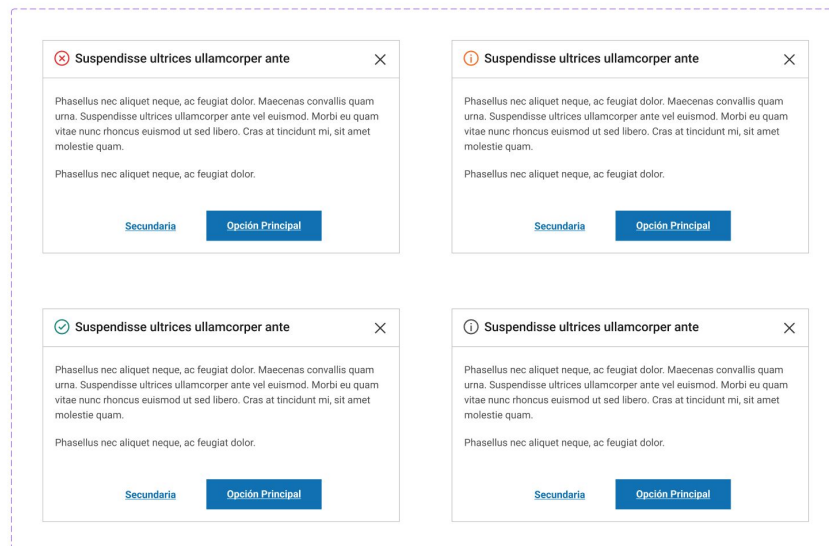 Suspendisse ultrices ullamcorper ante
Phasellus nec aliquet neque, ac feugiat dolor. Maecenas convallis quam
urna. Suspendisse ultrices ullamcorper ante vel euismod. Morbi eu quam
vitae nunc rhoncus euismod ut sed libero. Cras at tincidunt mi, sit amet
molestie quam.
Phasellus nec aliquet neque, ac feugiat dolor.
Secundaria
Opción Principal
Suspendisse ultrices ullamcorper ante
Phasellus nec aliquet neque, ac feugiat dolor. Maecenas convallis quam
urna. Suspendisse ultrices ullamcorper ante vel euismod. Morbi eu quam
vitae nunc rhoncus euismod ut sed libero. Cras at tincidunt mi, sit amet
molestie quam.
Phasellus nec aliquet neque, ac feugiat dolor.
Secundaria
Opción Principal
Suspendisse ultrices ullamcorper ante
Phasellus nec aliquet neque, ac feugiat dolor. Maecenas convallis quam
urna. Suspendisse ultrices ullamcorper ante vel euismod. Morbi eu quam
vitae nunc rhoncus euismod ut sed libero. Cras at tincidunt mi, sit amet
molestie quam.
Phasellus nec aliquet neque, ac feugiat dolor.
Secundaria
Opción Principal
Suspendisse ultrices ullamcorper ante
Phasellus nec aliquet neque, ac feugiat dolor. Maecenas convallis quam
urna. Suspendisse ultrices ullamcorper ante vel euismod. Morbi eu quam
vitae nunc rhoncus euismod ut sed libero. Cras at tincidunt mi, sit amet
molestie quam.
Phasellus nec aliquet neque, ac feugiat dolor.
Secundaria
Opción Principal